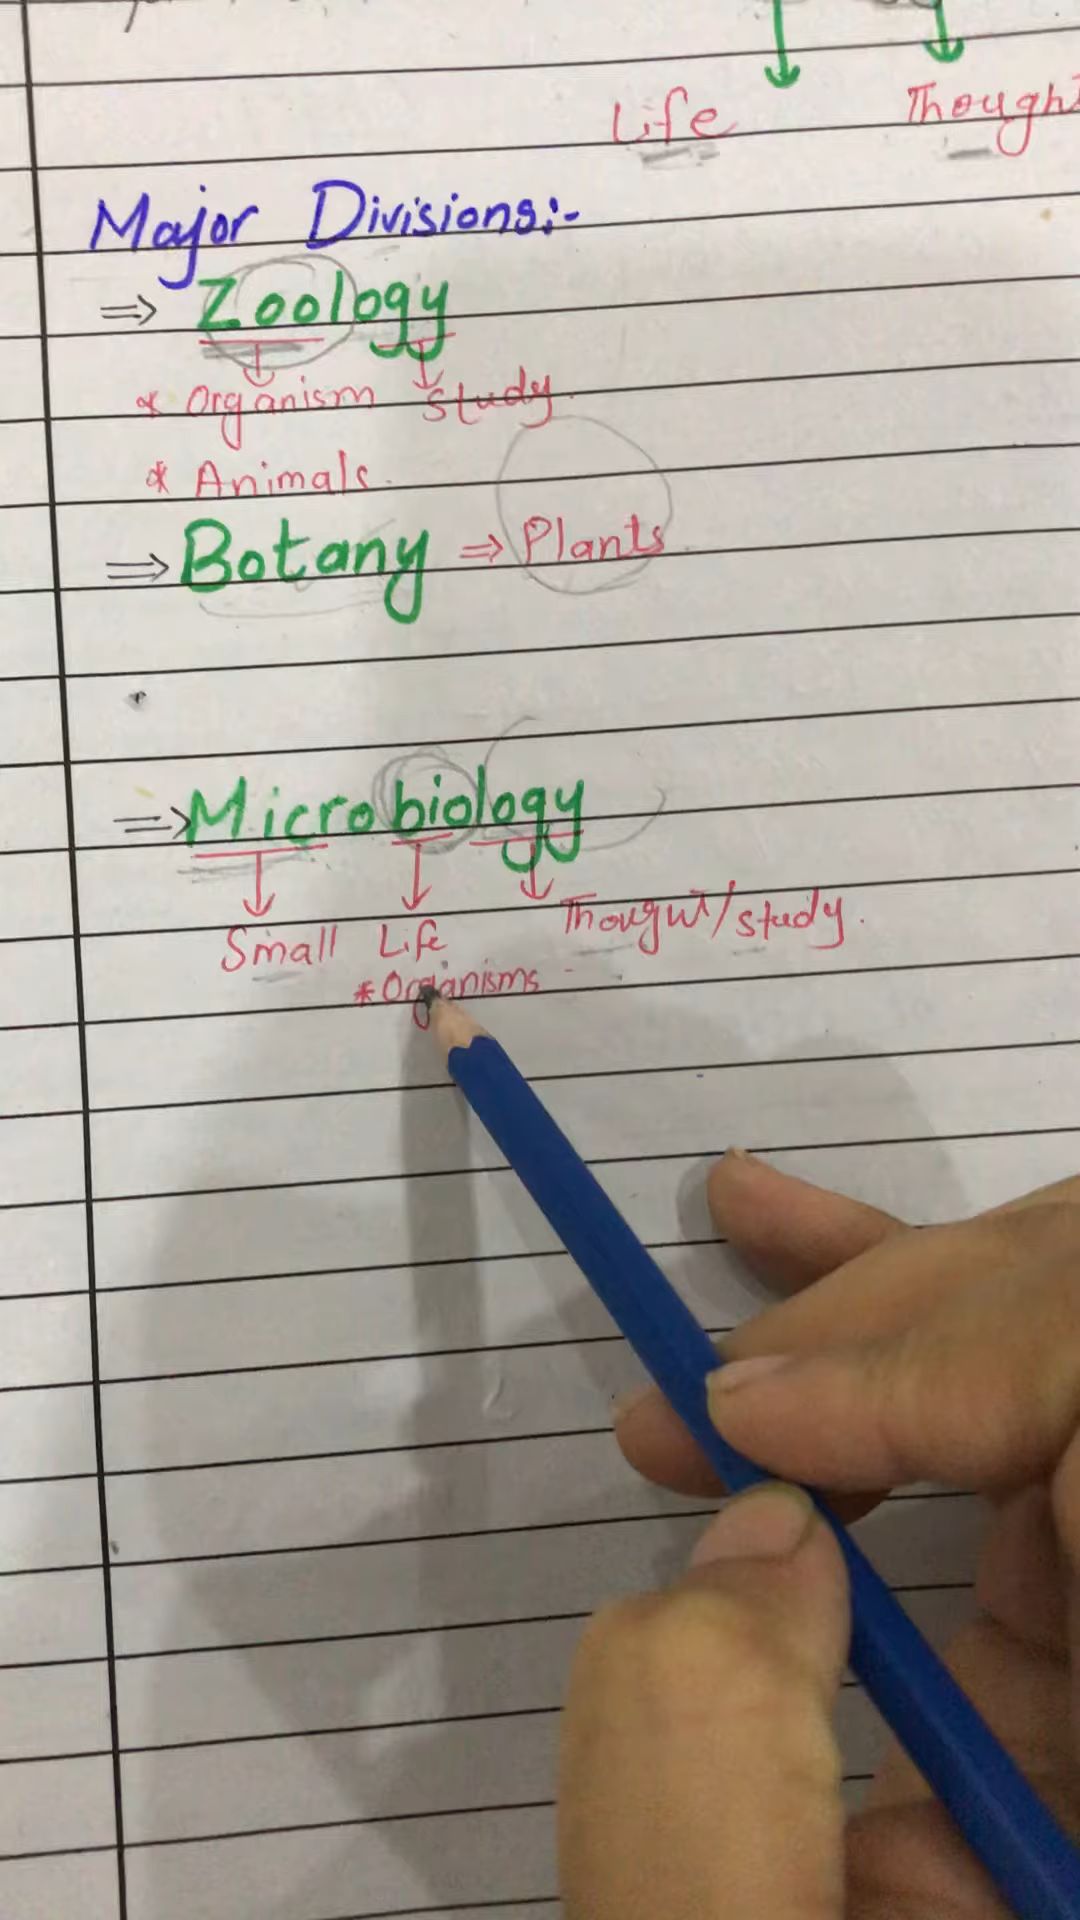 Life Thought
Major Divisions:-
⇒ Zoology
* Organism study.
* Animals.
⇒ Botany ⇒ Plants
⇒ Microbiology
Small Life Thought/study.
* Organisms